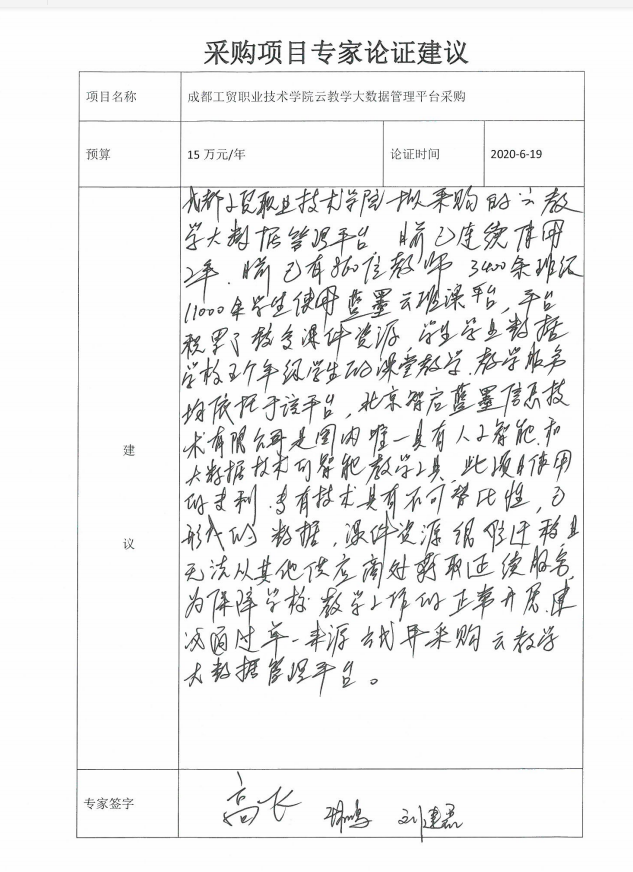 采购项目专家论证建议
项目名称 成都工贸职业技术学院云教学大数据管理平台采购
预算 15万元/年 论证时间 2020-6-19
建议
成都工贸职业技术学院拟采购的云教
学大数据管理平台 目前已连续使用
2年,目前已有860位教师 3400余班级
11000余学生使用蓝墨云班课平台,平台
积累了较多课件资源 学生学业数据
学校三个年级学生的课堂教学、教学服务
均依托于该平台,北京智启蓝墨信息技
术有限公司是国内唯一具有人工智能和
大数据技术的智能教学工具,此项目使用
的专利、专有技术具有不可替代性,已
形成的数据,课件资源很难迁移且
无法从其他供应商处获取延续服务,
为保障学校教学工作的正常开展,建
议通过单一来源方式采购云教学
大数据管理平台。
专家签字 高长